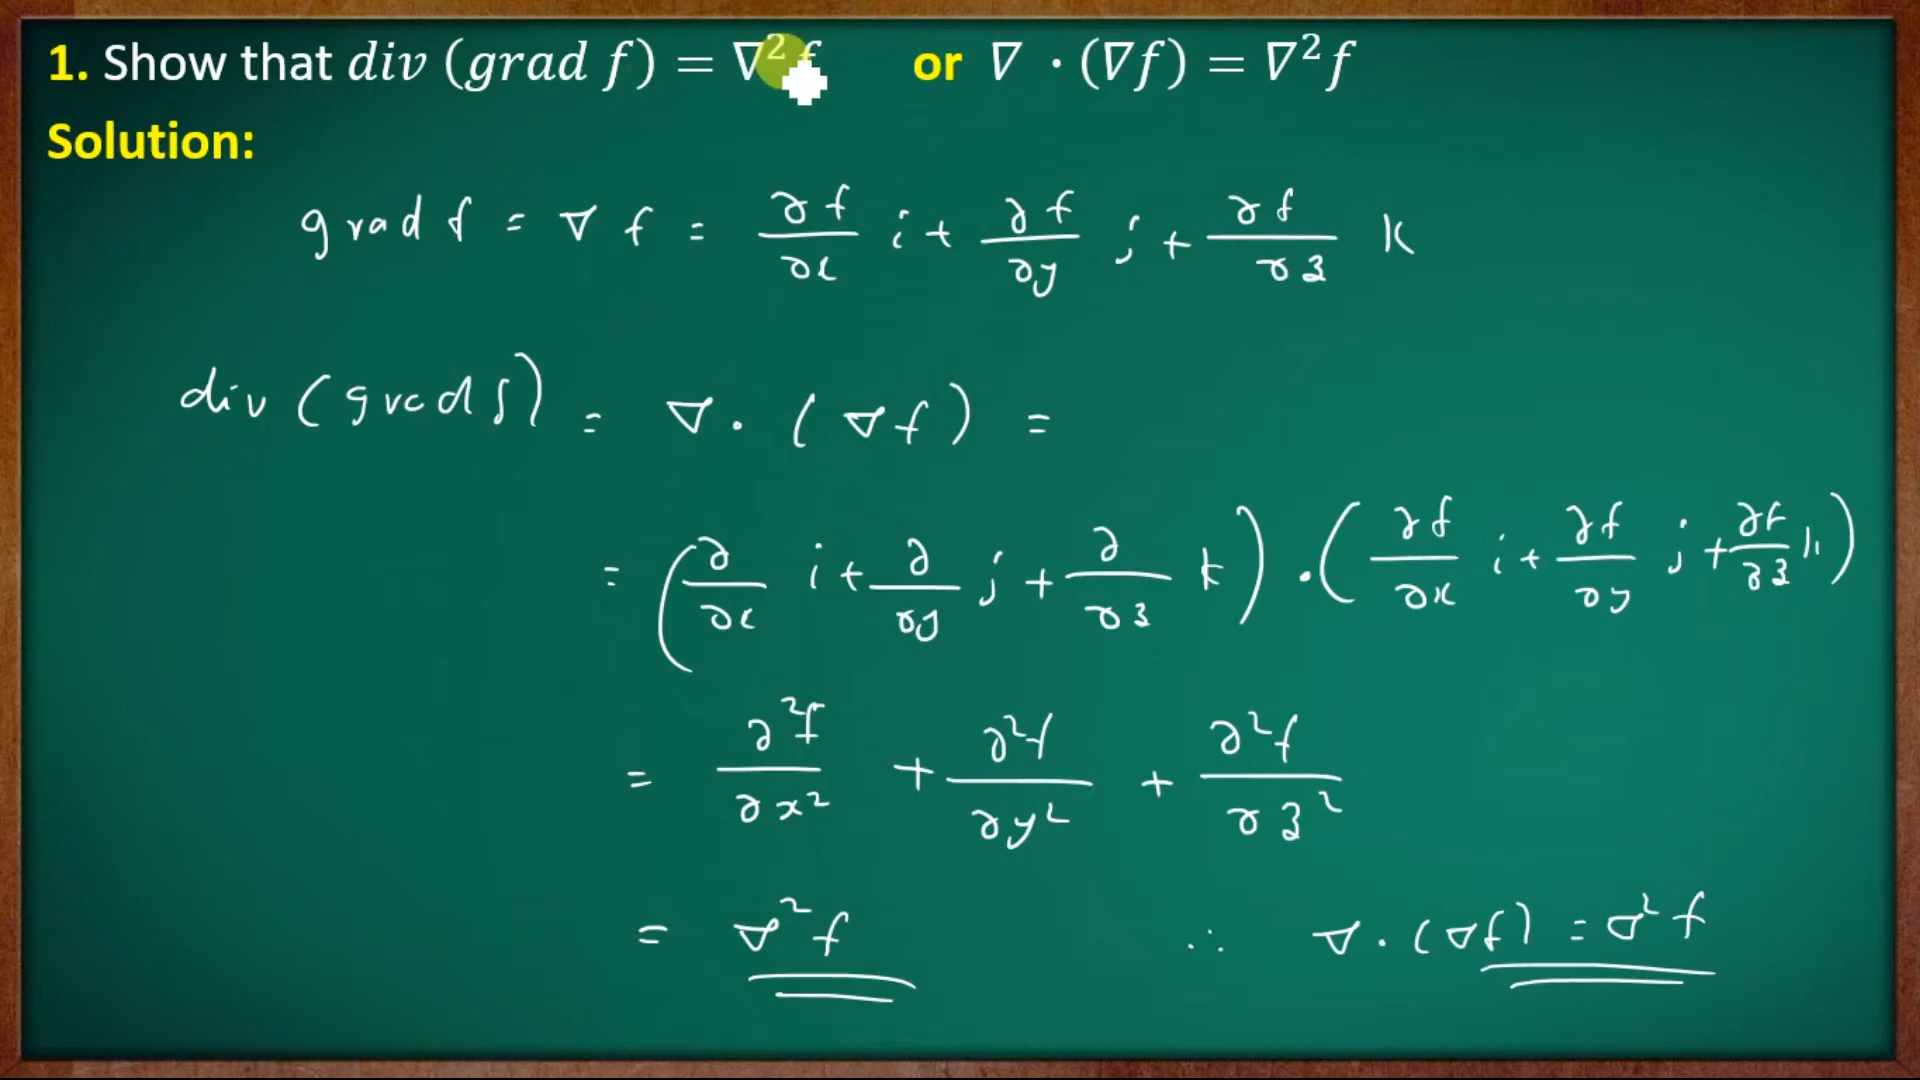 1. Show that div (grad f) = ∇²f or ∇ · (∇f) = ∇²f
Solution:
grad f = ∇ f = ∂f/∂x i + ∂f/∂y j + ∂f/∂z k
div (grad f) = ∇ · (∇f) =
= (∂/∂x i + ∂/∂y j + ∂/∂z k) · (∂f/∂x i + ∂f/∂y j + ∂f/∂z k)
= ∂²f/∂x² + ∂²f/∂y² + ∂²f/∂z²
= ∇²f ∴ ∇ · (∇f) = ∇²f